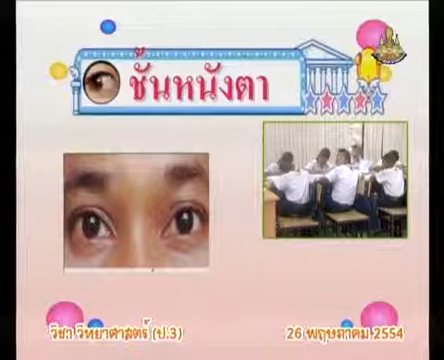 ชั้นหนังตา
วิชา วิทยาศาสตร์ (ป.3)
26 พฤษภาคม 2554